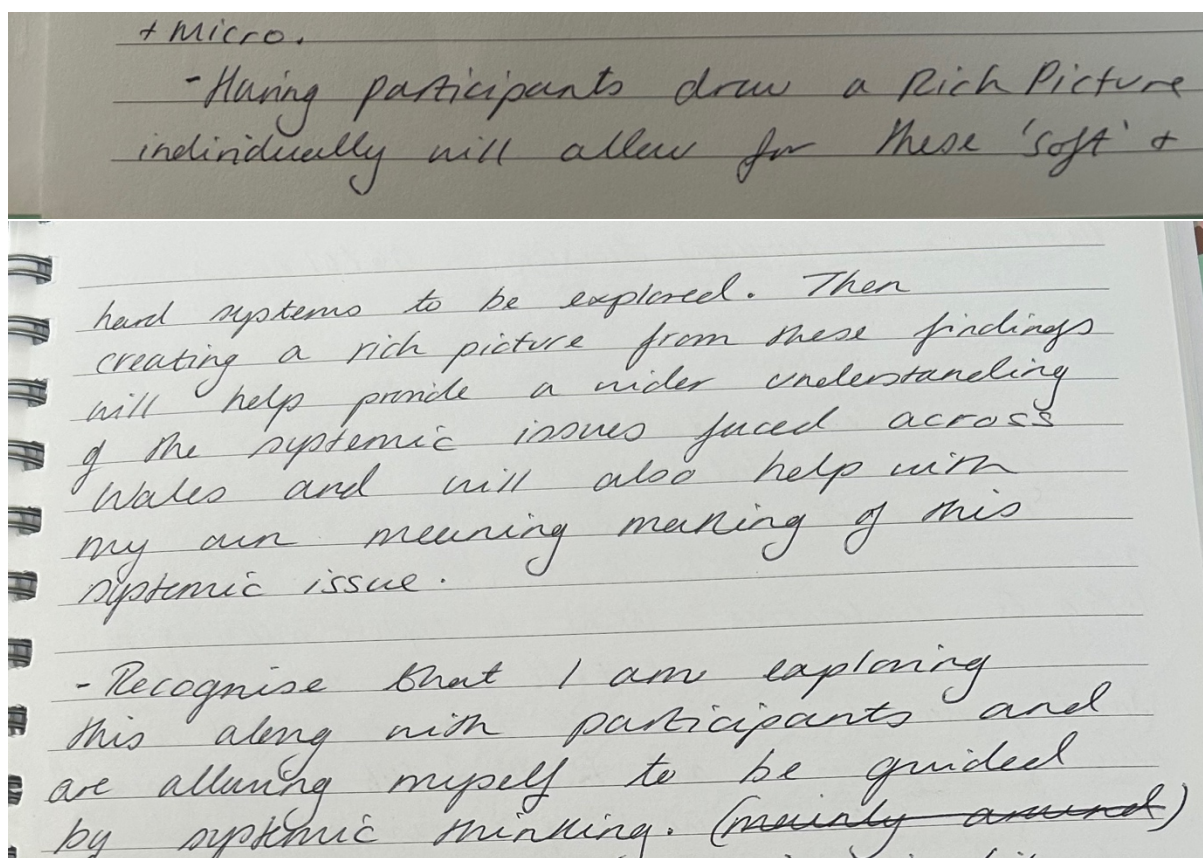 + Micro.
- Having participants draw a Rich Picture
individually will allow for these 'soft' +
hard systems to be explored. Then
creating a rich picture from these findings
will help provide a wider understanding
of the systemic issues faced across
Wales and will also help with
my own meaning making of this
systemic issue.
- Recognise that I am exploring
this along with participants and
are allowing myself to be guided
by systemic thinking. (mainly around)